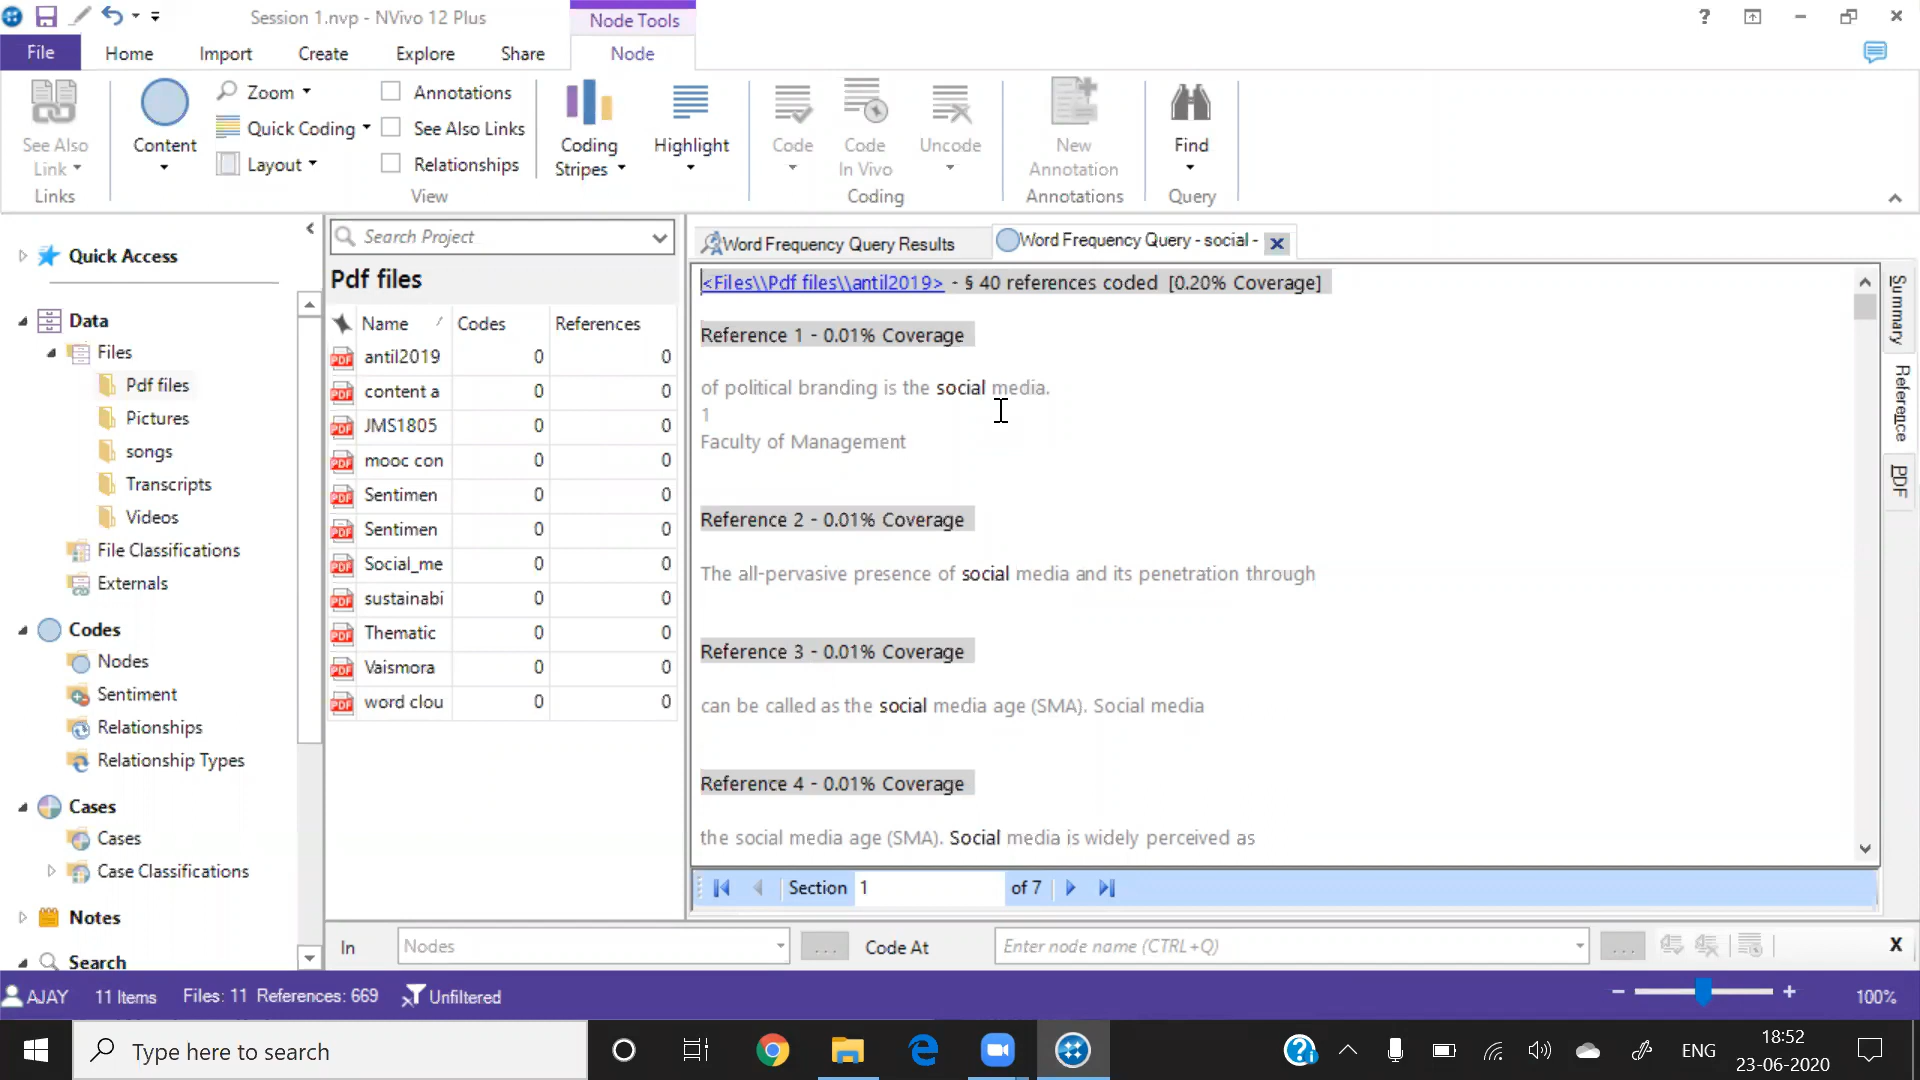 Session 1.nvp - NVivo 12 Plus
Node Tools
?
File
Home
Import
Create
Explore
Share
Node
See Also
Link
Links
Content
Zoom
Quick Coding
Layout
Annotations
See Also Links
Relationships
View
Coding
Stripes
Highlight
Code
Code
In Vivo
Uncode
Coding
New
Annotation
Annotations
Find
Query
Quick Access
Data
Files
Pdf files
Pictures
songs
Transcripts
Videos
File Classifications
Externals
Codes
Nodes
Sentiment
Relationships
Relationship Types
Cases
Cases
Case Classifications
Notes
Search
Search Project
Pdf files
Name Codes References
PDF antil2019 0 0
PDF content a 0 0
PDF JMS1805 0 0
PDF mooc con 0 0
PDF Sentimen 0 0
PDF Sentimen 0 0
PDF Social_me 0 0
PDF sustainabi 0 0
PDF Thematic 0 0
PDF Vaismora 0 0
PDF word clou 0 0
Word Frequency Query Results
Word Frequency Query - social -
<Files\\Pdf files\\antil2019> - § 40 references coded [0.20% Coverage]
Reference 1 - 0.01% Coverage
of political branding is the social media.
1
Faculty of Management
Reference 2 - 0.01% Coverage
The all-pervasive presence of social media and its penetration through
Reference 3 - 0.01% Coverage
can be called as the social media age (SMA). Social media
Reference 4 - 0.01% Coverage
the social media age (SMA). Social media is widely perceived as
Summary
Reference
PDF
Section 1 of 7
In Nodes ... Code At Enter node name (CTRL+Q) ... X
AJAY 11 Items Files: 11 References: 669 Unfiltered 100%
Type here to search
ENG
18:52
23-06-2020